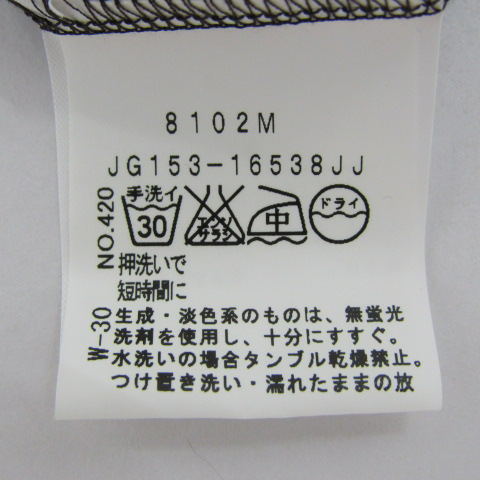 8102M
JG153-16538JJ
手洗イ
30
エンソ
サラシ
中
ドライ
NO.420
押洗いで
短時間に
W-30
生成・淡色系のものは、無蛍光
洗剤を使用し、十分にすすぐ。
水洗いの場合タンブル乾燥禁止。
つけ置き洗い・濡れたままの放